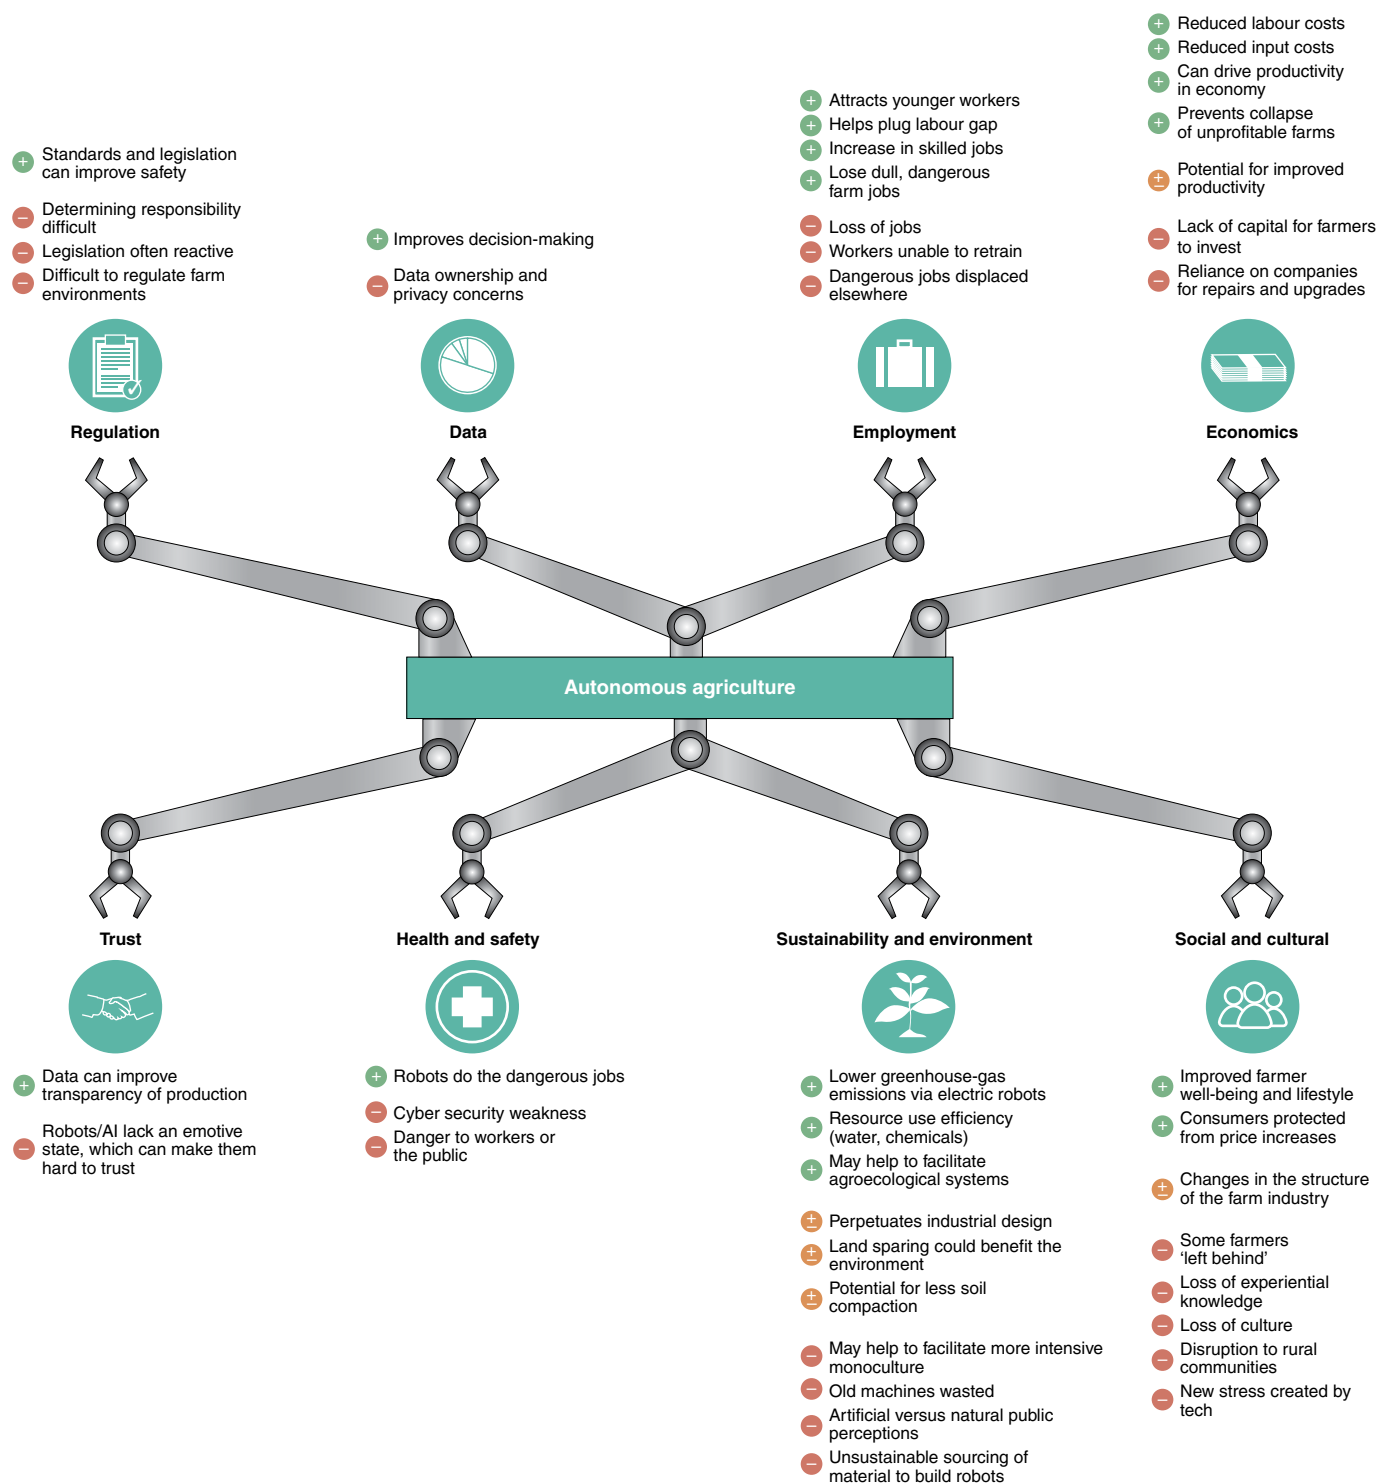 Standards and legislation
can improve safety
Determining responsibility
difficult
Legislation often reactive
Difficult to regulate farm
environments
Regulation
Improves decision-making
Data ownership and
privacy concerns
Data
Attracts younger workers
Helps plug labour gap
Increase in skilled jobs
Lose dull, dangerous
farm jobs
Loss of jobs
Workers unable to retrain
Dangerous jobs displaced
elsewhere
Employment
Reduced labour costs
Reduced input costs
Can drive productivity
in economy
Prevents collapse
of unprofitable farms
Potential for improved
productivity
Lack of capital for farmers
to invest
Reliance on companies
for repairs and upgrades
Economics
Autonomous agriculture
Trust
Data can improve
transparency of production
Robots/AI lack an emotive
state, which can make them
hard to trust
Health and safety
Robots do the dangerous jobs
Cyber security weakness
Danger to workers or
the public
Sustainability and environment
Lower greenhouse-gas
emissions via electric robots
Resource use efficiency
(water, chemicals)
May help to facilitate
agroecological systems
Perpetuates industrial design
Land sparing could benefit the
environment
Potential for less soil
compaction
May help to facilitate more intensive
monoculture
Old machines wasted
Artificial versus natural public
perceptions
Unsustainable sourcing of
material to build robots
Social and cultural
Improved farmer
well-being and lifestyle
Consumers protected
from price increases
Changes in the structure
of the farm industry
Some farmers
‘left behind’
Loss of experiential
knowledge
Loss of culture
Disruption to rural
communities
New stress created by
tech